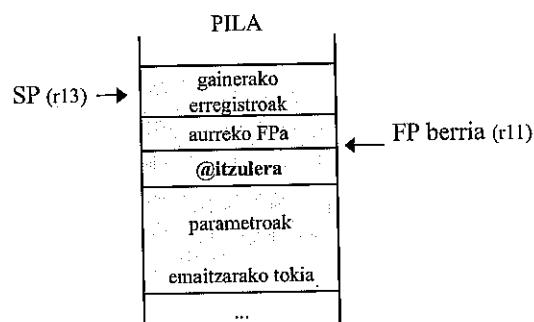 PILA
gainerako
SP (r13)
erregistroak
aurreko FPa
FP berria (r11)
@itzulera
parametroak
emaitzarako tokia
...